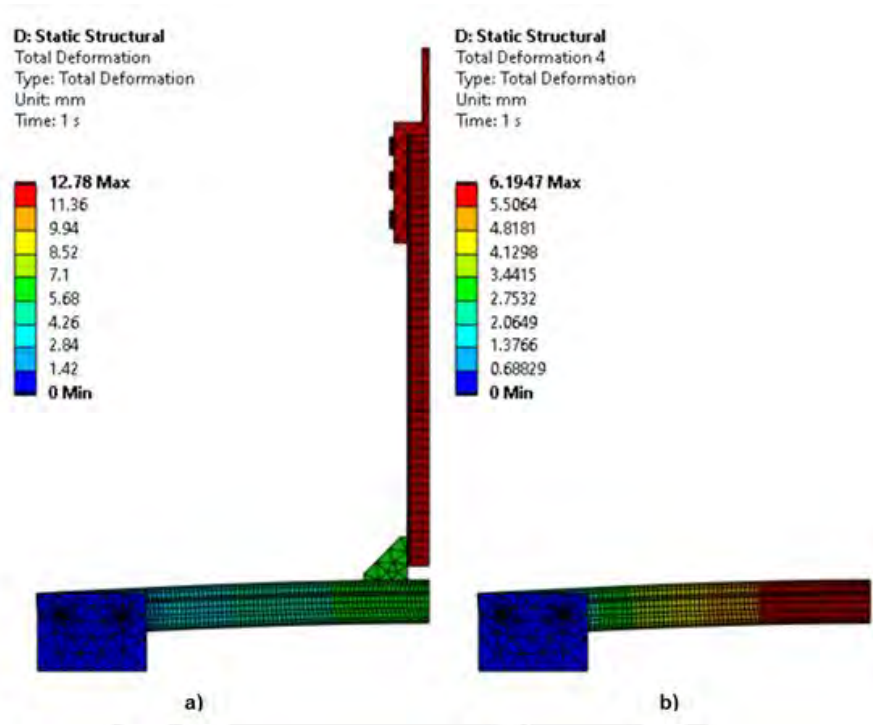 D: Static Structural
Total Deformation
Type: Total Deformation
Unit: mm
Time: 1 s
12.78 Max
11.36
9.94
8.52
7.1
5.68
4.26
2.84
1.42
0 Min
a)
D: Static Structural
Total Deformation 4
Type: Total Deformation
Unit: mm
Time: 1 s
6.1947 Max
5.5064
4.8181
4.1298
3.4415
2.7532
2.0649
1.3766
0.68829
0 Min
b)